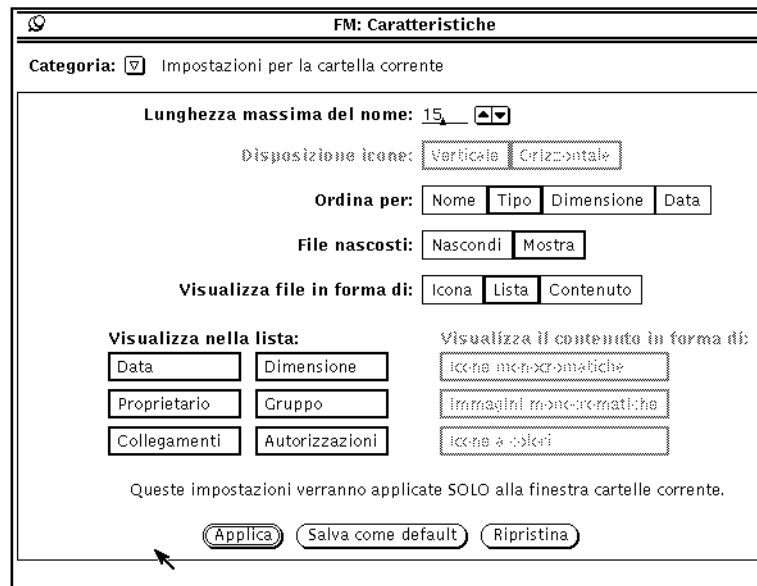 FM: Caratteristiche
Categoria: Impostazioni per la cartella corrente
Lunghezza massima del nome: 15
Disposizione icone: Verticale Orizzontale
Ordina per: Nome Tipo Dimensione Data
File nascosti: Nascondi Mostra
Visualizza file in forma di: Icona Lista Contenuto
Visualizza nella lista: Visualizza il contenuto in forma di:
Data Dimensione Icone monocromatiche
Proprietario Gruppo Immagini monocromatiche
Collegamenti Autorizzazioni Icone a colori
Queste impostazioni verranno applicate SOLO alla finestra cartelle corrente.
Applica Salva come default Ripristina